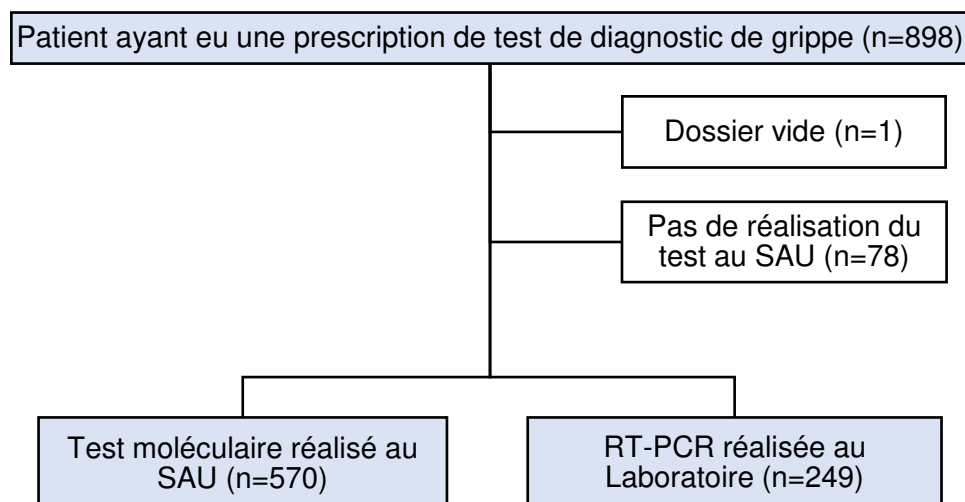 Patient ayant eu une prescription de test de diagnostic de grippe (n=898)
Dossier vide (n=1)
Pas de réalisation du
test au SAU (n=78)
Test moléculaire réalisé au
SAU (n=570)
RT-PCR réalisée au
Laboratoire (n=249)